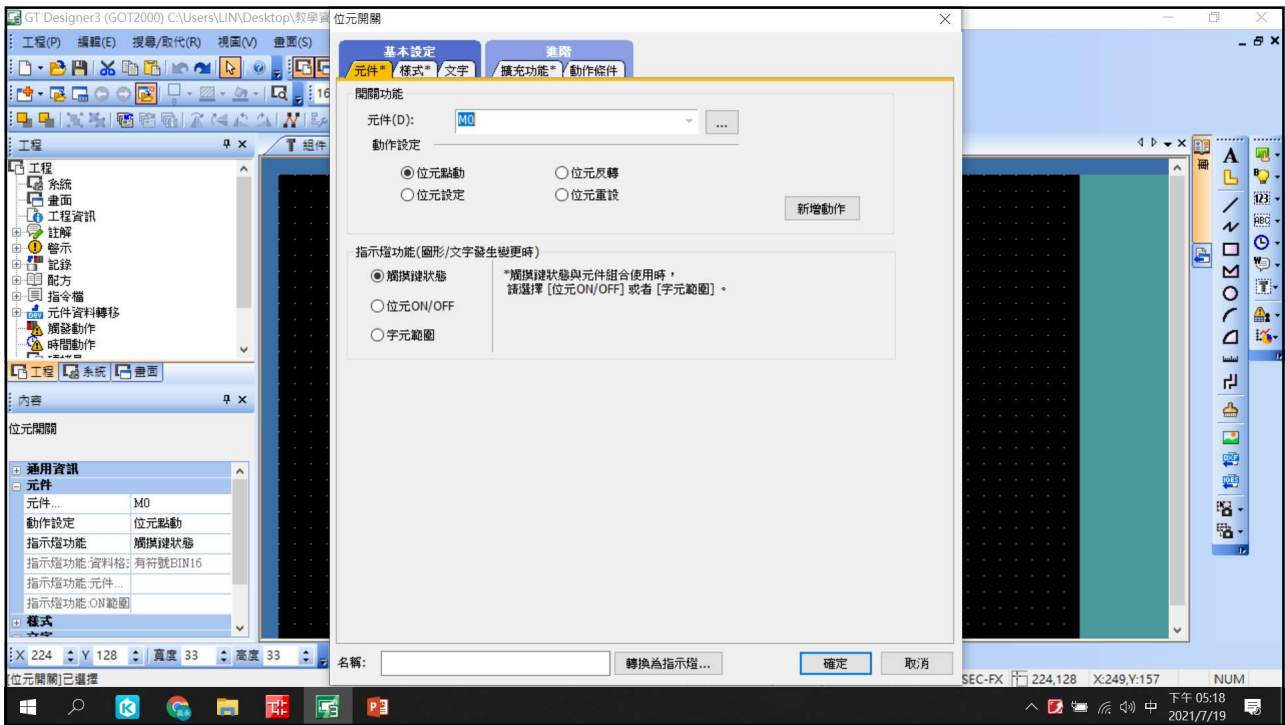 GT Designer3 (GOT2000) C:\Users\LIN\Desktop\教學資
位元開關
工程(P) 編輯(E) 搜尋/取代(R) 視圖(V) 畫面(S)
基本設定
進階
元件* 樣式* 文字
擴充功能* 動作條件
16
開關功能
元件(D): M0 ...
動作設定
位元點動
位元反轉
位元設定
位元重設
新增動作
指示燈功能(圖形/文字發生變更時)
觸摸鍵狀態
*觸摸鍵狀態與元件組合使用時，
請選擇 [位元ON/OFF] 或者 [字元範圍] 。
位元ON/OFF
字元範圍
名稱:
轉換為指示燈...
確定
取消
工程
組件
工程
系統
畫面
工程資訊
註解
警示
記錄
配方
指令檔
元件資料轉移
觸發動作
時間動作
工程 系統 畫面
內容
位元開關
通用資訊
元件
元件... M0
動作設定 位元點動
指示燈功能 觸摸鍵狀態
指示燈功能:資料格: 有符號BIN16
指示燈功能:元件...
指示燈功能:ON範圍
樣式
文字
X 224 Y 128 寬度 33 高度 33
[位元開關]已選擇
SEC-FX 224,128 X:249,Y:157 NUM
A
123
ABC
DXF
IGES
中
下午 05:18
2021/7/19